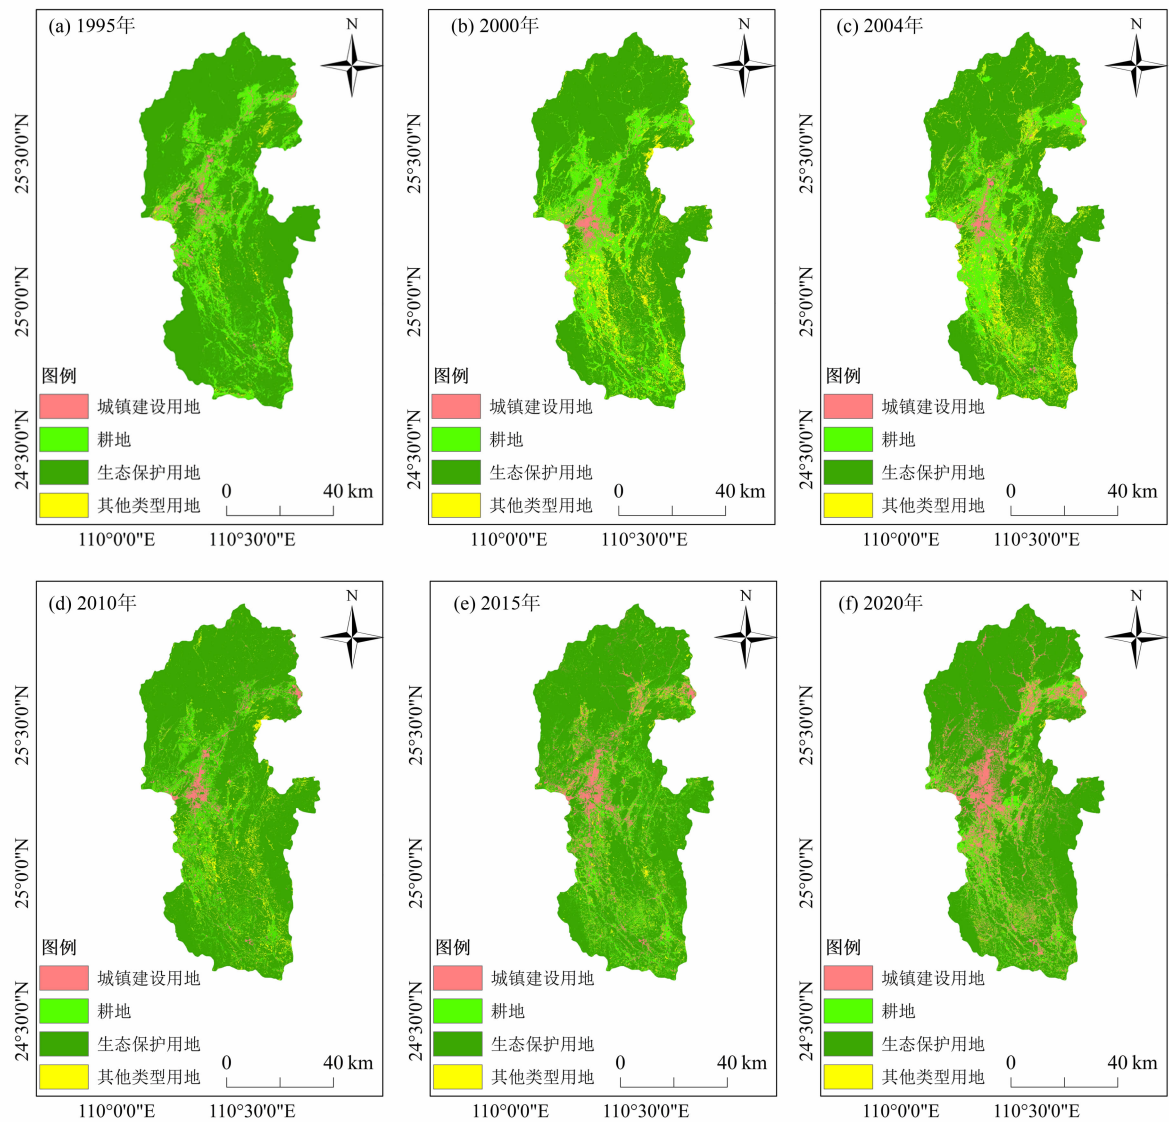 (a) 1995年
N
25°30'0"N
25°0'0"N
24°30'0"N
图例
城镇建设用地
耕地
生态保护用地
其他类型用地
0 40 km
110°0'0"E 110°30'0"E
(b) 2000年
N
25°30'0"N
25°0'0"N
24°30'0"N
图例
城镇建设用地
耕地
生态保护用地
其他类型用地
0 40 km
110°0'0"E 110°30'0"E
(c) 2004年
N
25°30'0"N
25°0'0"N
24°30'0"N
图例
城镇建设用地
耕地
生态保护用地
其他类型用地
0 40 km
110°0'0"E 110°30'0"E
(d) 2010年
N
25°30'0"N
25°0'0"N
24°30'0"N
图例
城镇建设用地
耕地
生态保护用地
其他类型用地
0 40 km
110°0'0"E 110°30'0"E
(e) 2015年
N
25°30'0"N
25°0'0"N
24°30'0"N
图例
城镇建设用地
耕地
生态保护用地
其他类型用地
0 40 km
110°0'0"E 110°30'0"E
(f) 2020年
N
25°30'0"N
25°0'0"N
24°30'0"N
图例
城镇建设用地
耕地
生态保护用地
其他类型用地
0 40 km
110°0'0"E 110°30'0"E